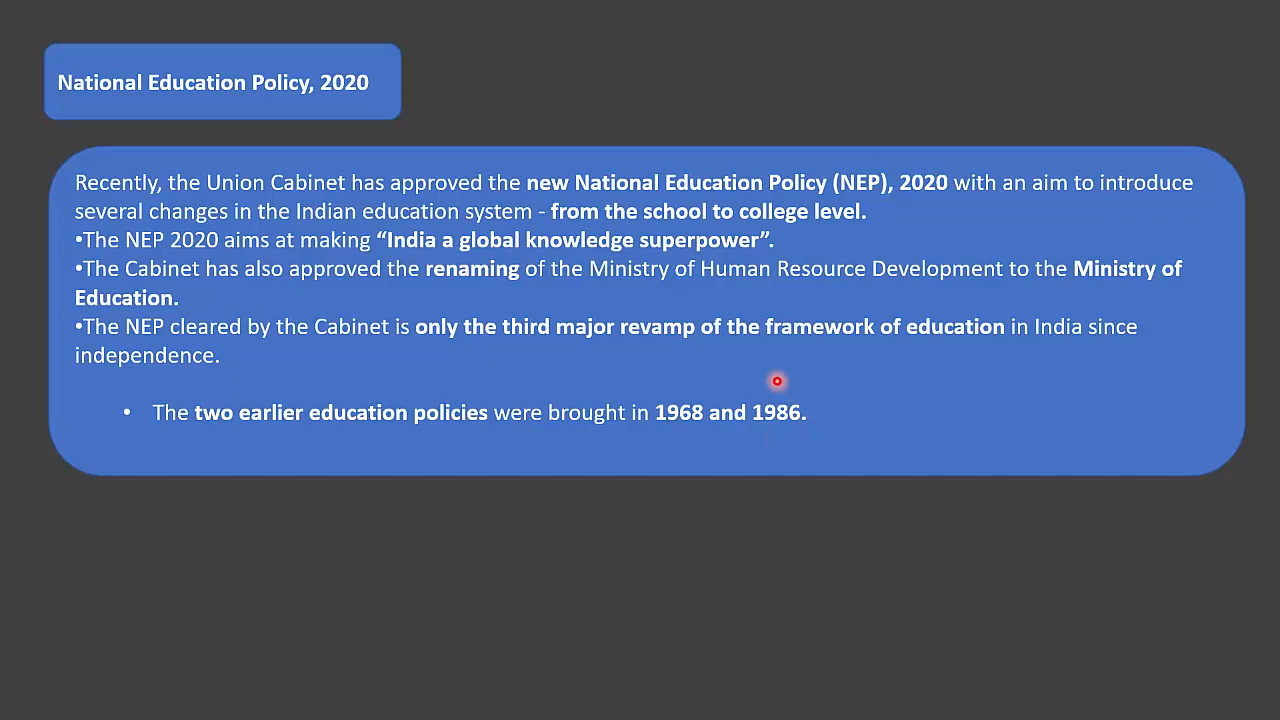 National Education Policy, 2020
Recently, the Union Cabinet has approved the new National Education Policy (NEP), 2020 with an aim to introduce
several changes in the Indian education system - from the school to college level.
•The NEP 2020 aims at making “India a global knowledge superpower”.
•The Cabinet has also approved the renaming of the Ministry of Human Resource Development to the Ministry of
Education.
•The NEP cleared by the Cabinet is only the third major revamp of the framework of education in India since
independence.
• The two earlier education policies were brought in 1968 and 1986.